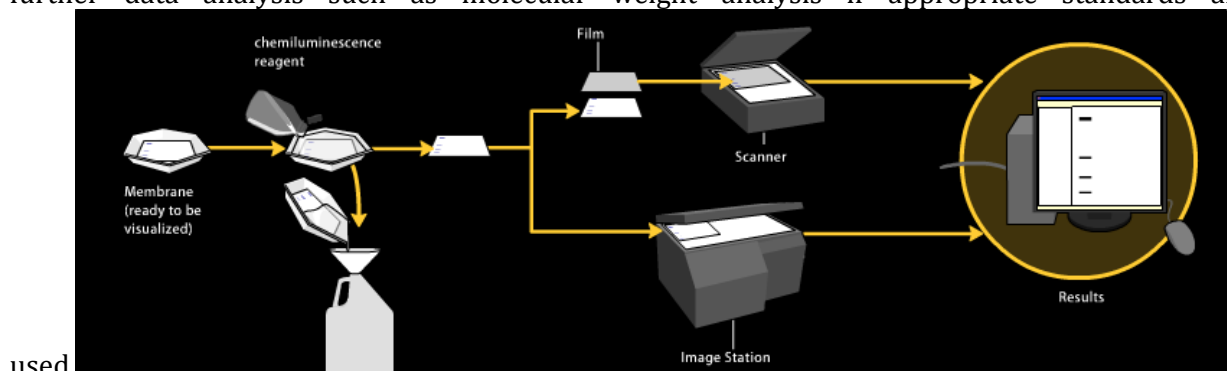 further data analysis such as molecular weight analysis if appropriate standards
chemiluminescence
reagent
Film
Scanner
Membrane
(ready to be
visualized)
Results
Image Station
used